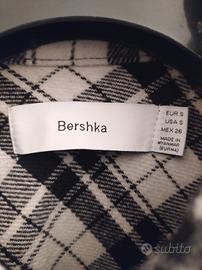 Bershka
EUR S
USA S
MEX 26
MADE IN
MYANMAR
(BURMA)
subito